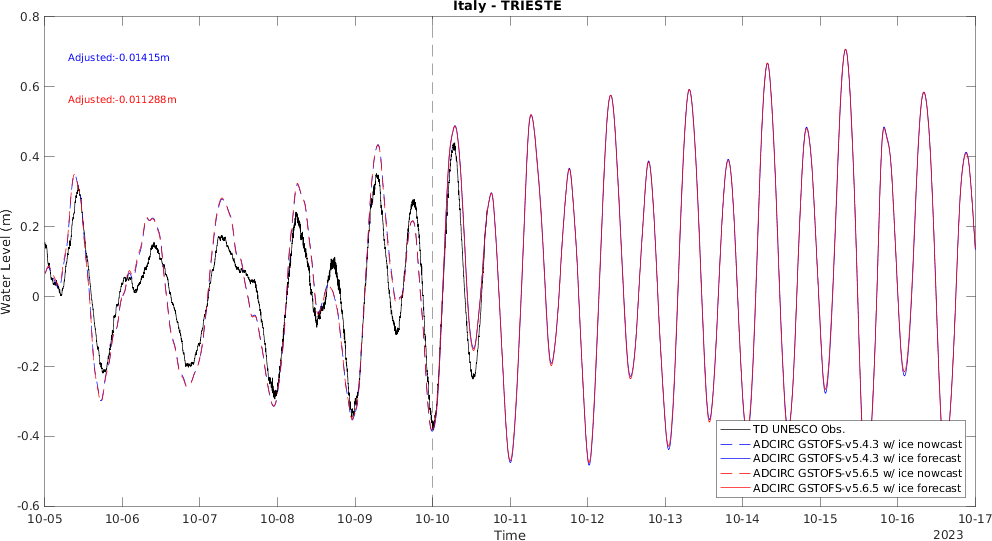 Italy - TRIESTE
Adjusted:-0.01415m
Adjusted:-0.011288m
Water Level (m)
0.8
0.6
0.4
0.2
0
-0.2
-0.4
-0.6
TD UNESCO Obs.
ADCIRC GSTOFS-v5.4.3 w/ ice nowcast
ADCIRC GSTOFS-v5.4.3 w/ ice forecast
ADCIRC GSTOFS-v5.6.5 w/ ice nowcast
ADCIRC GSTOFS-v5.6.5 w/ ice forecast
10-05 10-06 10-07 10-08 10-09 10-10 10-11 10-12 10-13 10-14 10-15 10-16 10-17
Time
2023